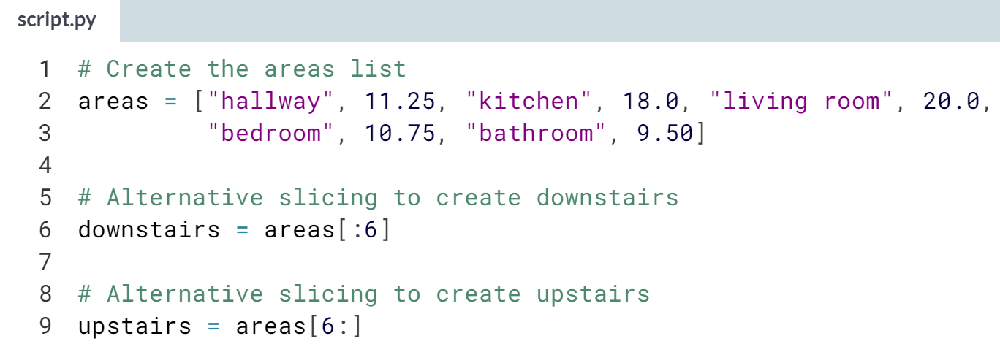 script.py
1 # Create the areas list
2 areas = ["hallway", 11.25, "kitchen", 18.0, "living room", 20.0,
3          "bedroom", 10.75, "bathroom", 9.50]
4
5 # Alternative slicing to create downstairs
6 downstairs = areas[:6]
7
8 # Alternative slicing to create upstairs
9 upstairs = areas[6:]